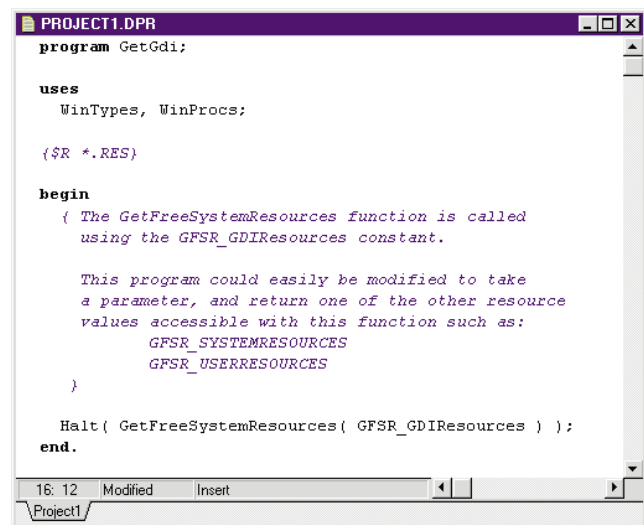 PROJECT1.DPR
program GetGdi;
uses
WinTypes, WinProcs;
{$R *.RES}
begin
{ The GetFreeSystemResources function is called
using the GFSR_GDIResources constant.
This program could easily be modified to take
a parameter, and return one of the other resource
values accessible with this function such as:
GFSR_SYSTEMRESOURCES
GFSR_USERRESOURCES
}
Halt( GetFreeSystemResources( GFSR_GDIResources ) );
end.
16: 12 Modified Insert
Project1